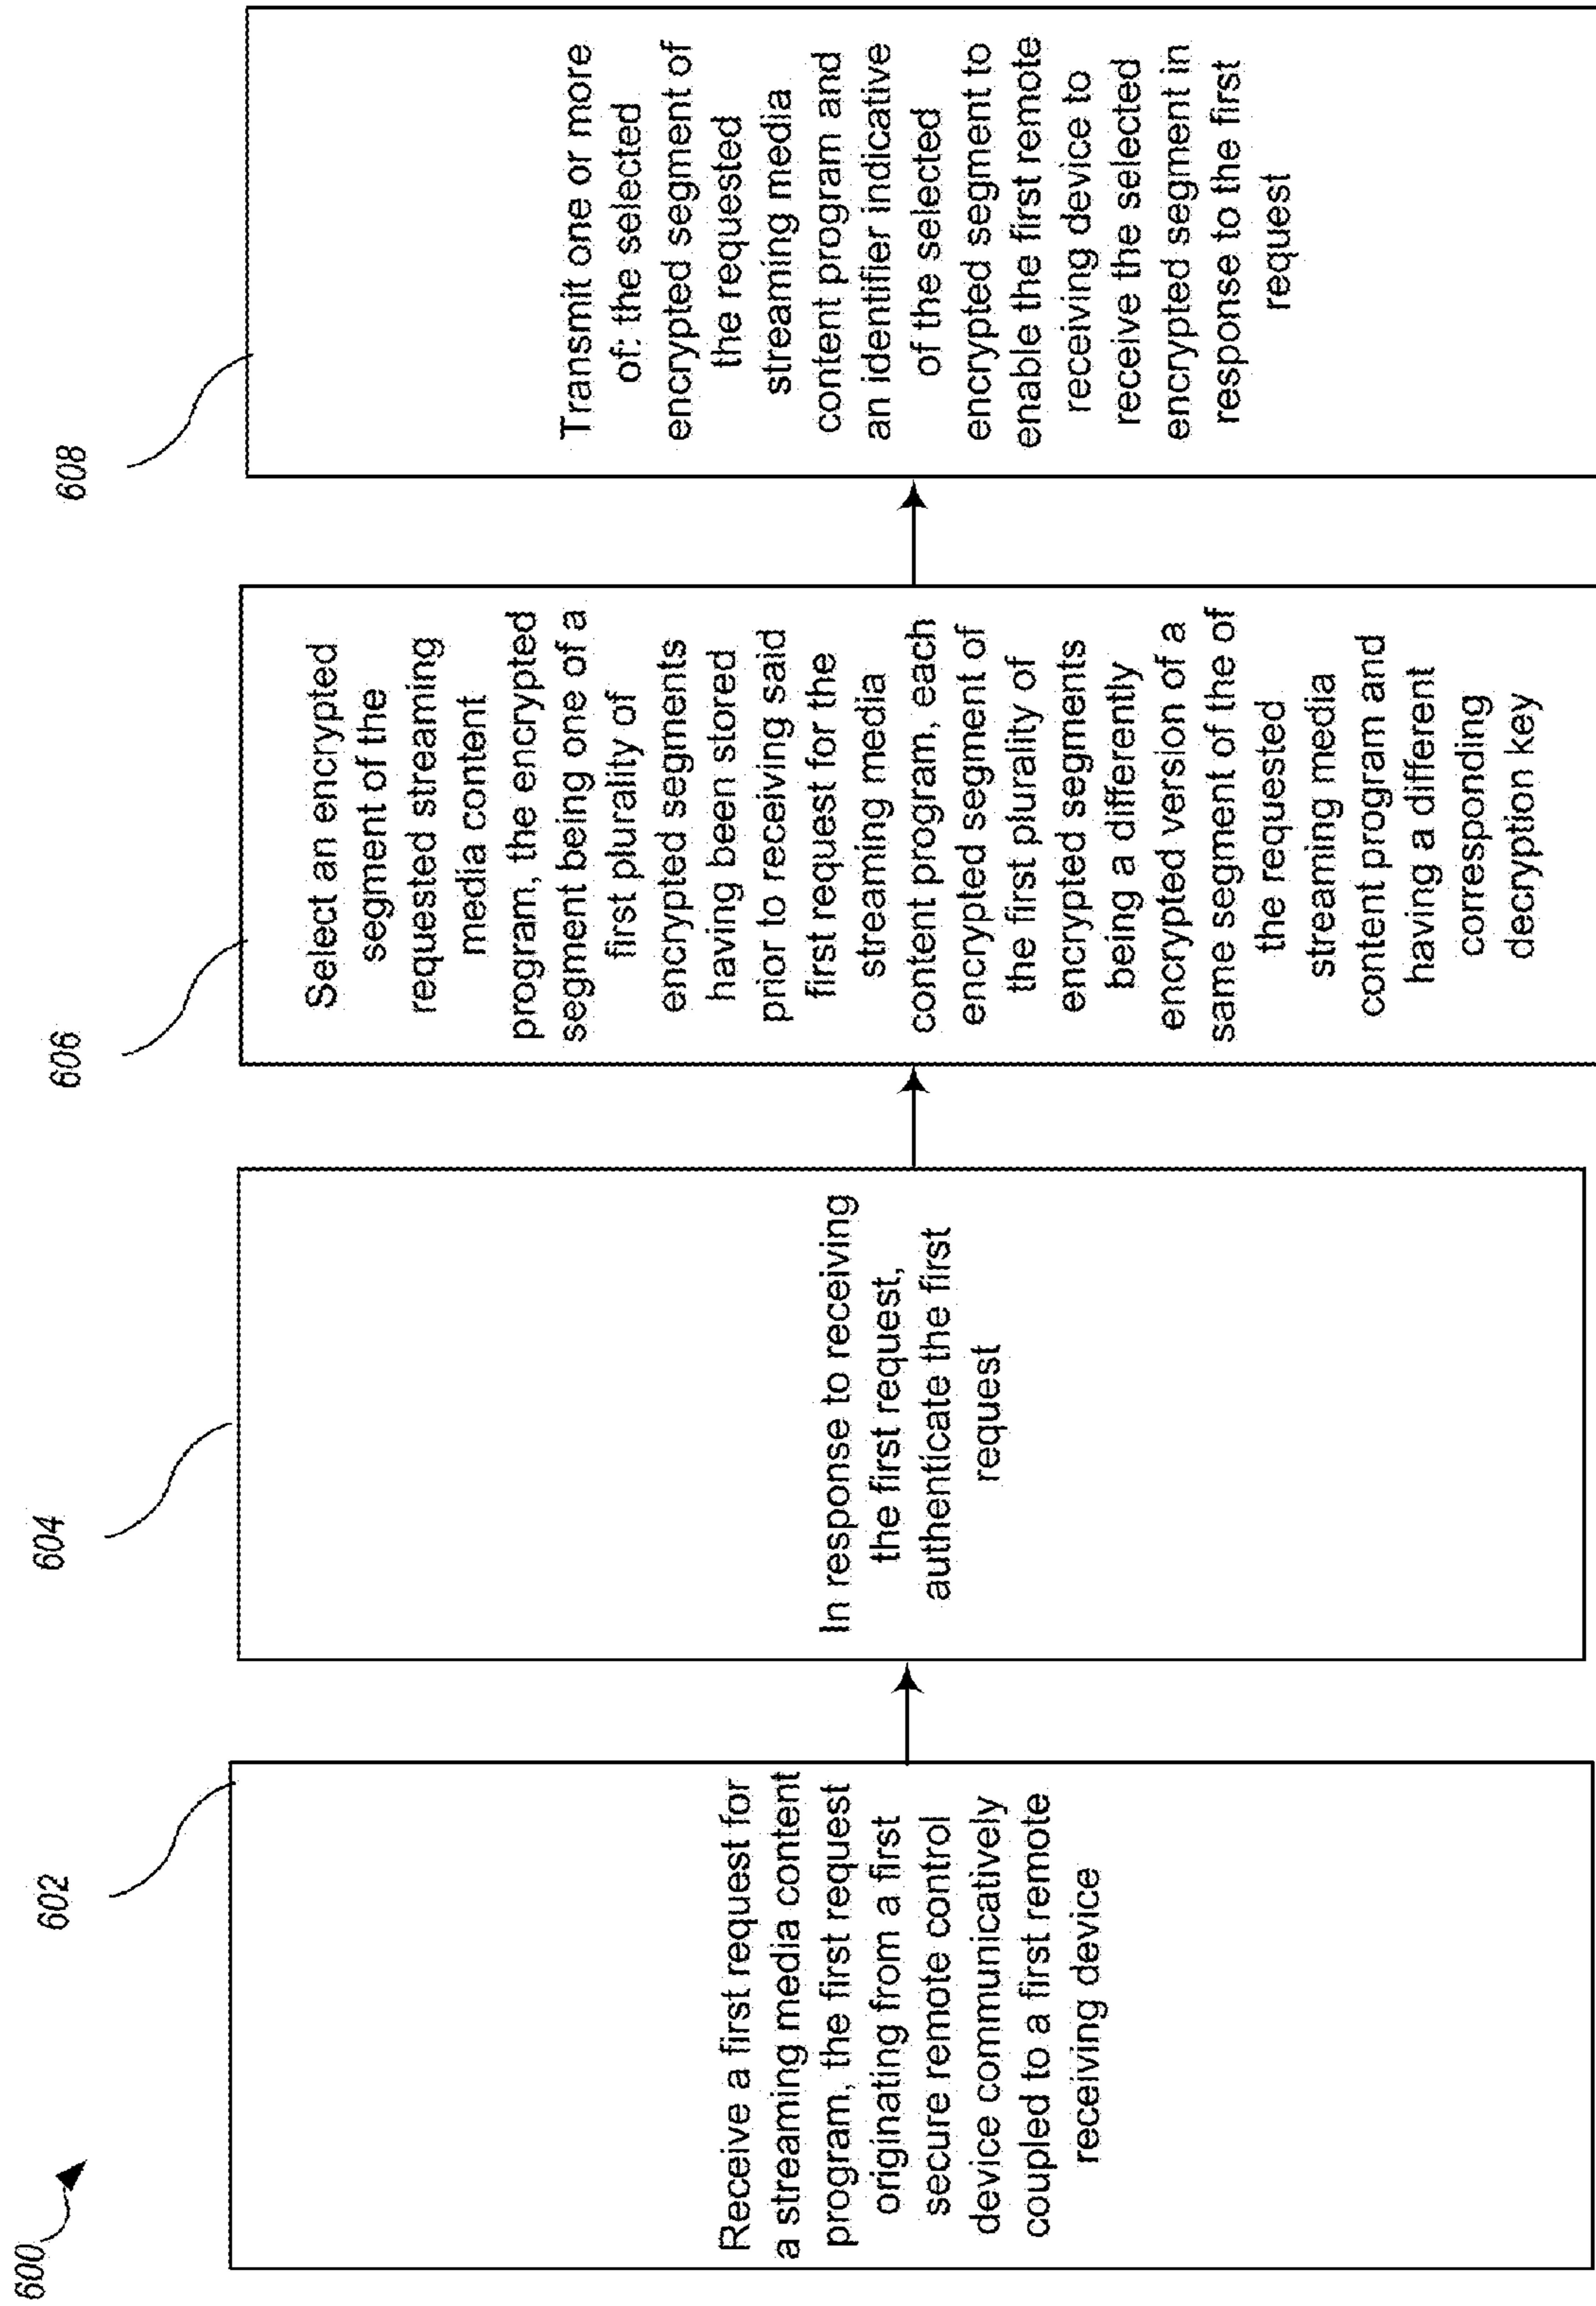 600
602
Receive a first request for
a streaming media content
program, the first request
originating from a first
secure remote control
device communicatively
coupled to a first remote
receiving device
604
In response to receiving
the first request,
authenticate the first
request
606
Select an encrypted
segment of the
requested streaming
media content
program, the encrypted
segment being one of a
first plurality of
encrypted segments
having been stored
prior to receiving said
first request for the
streaming media
content program, each
encrypted segment of
the first plurality of
encrypted segments
being a differently
encrypted version of a
same segment of the of
the requested
streaming media
content program and
having a different
corresponding
decryption key
608
Transmit one or more
of: the selected
encrypted segment of
the requested
streaming media
content program and
an identifier indicative
of the selected
encrypted segment to
enable the first remote
receiving device to
receive the selected
encrypted segment in
response to the first
request